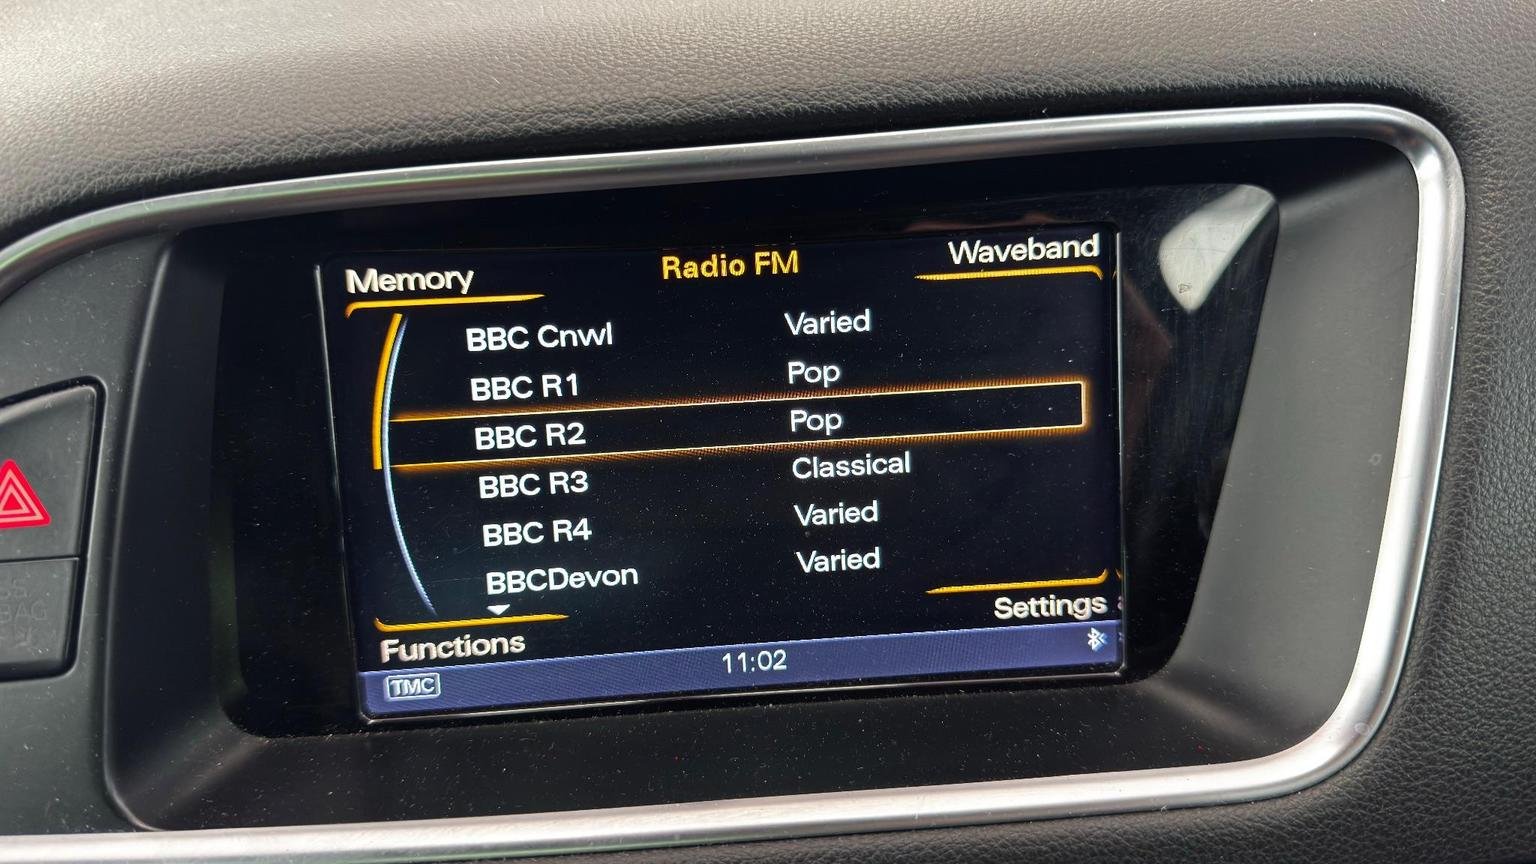 Memory Radio FM Waveband
BBC Cnwl Varied
BBC R1 Pop
BBC R2 Pop
BBC R3 Classical
BBC R4 Varied
BBCDevon Varied
Functions Settings
TMC 11:02